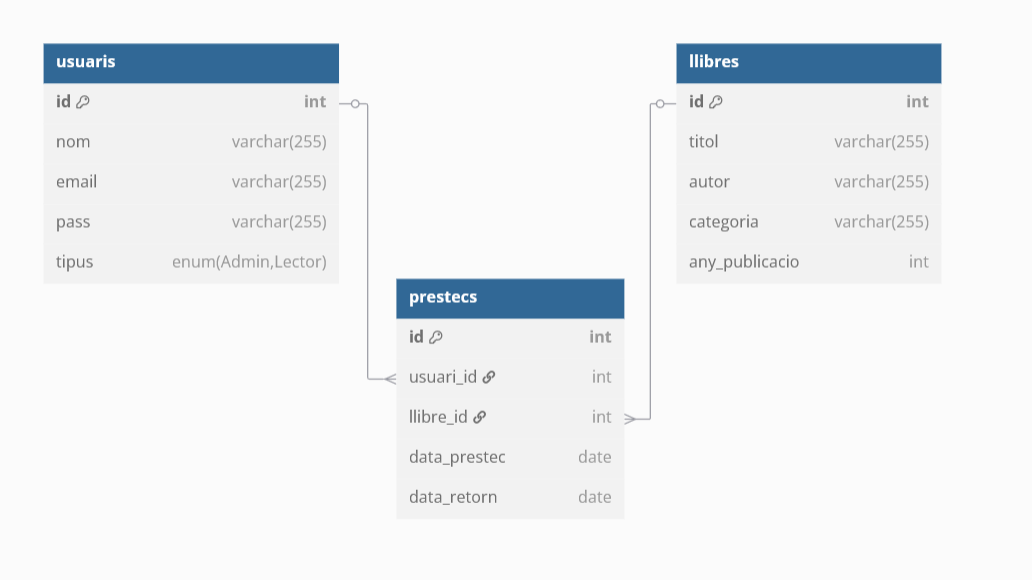 usuaris
id int
nom varchar(255)
email varchar(255)
pass varchar(255)
tipus enum(Admin,Lector)
llibres
id int
titol varchar(255)
autor varchar(255)
categoria varchar(255)
any_publicacio int
prestecs
id int
usuari_id int
llibre_id int
data_prestec date
data_retorn date